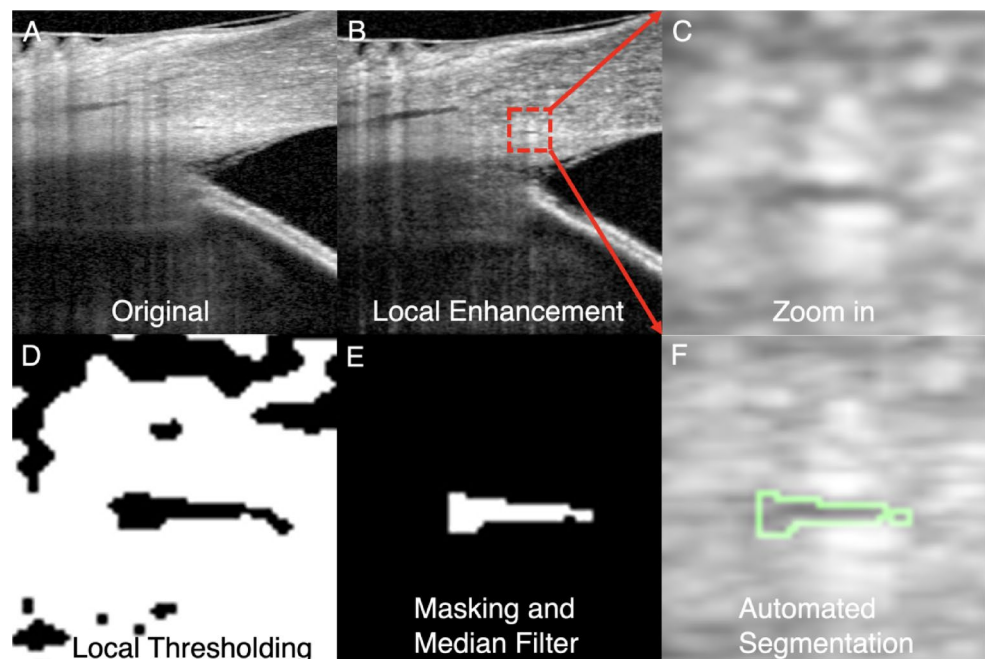 A
B
C
Original
Local Enhancement
Zoom in
D
E
F
Local Thresholding
Masking and
Median Filter
Automated
Segmentation